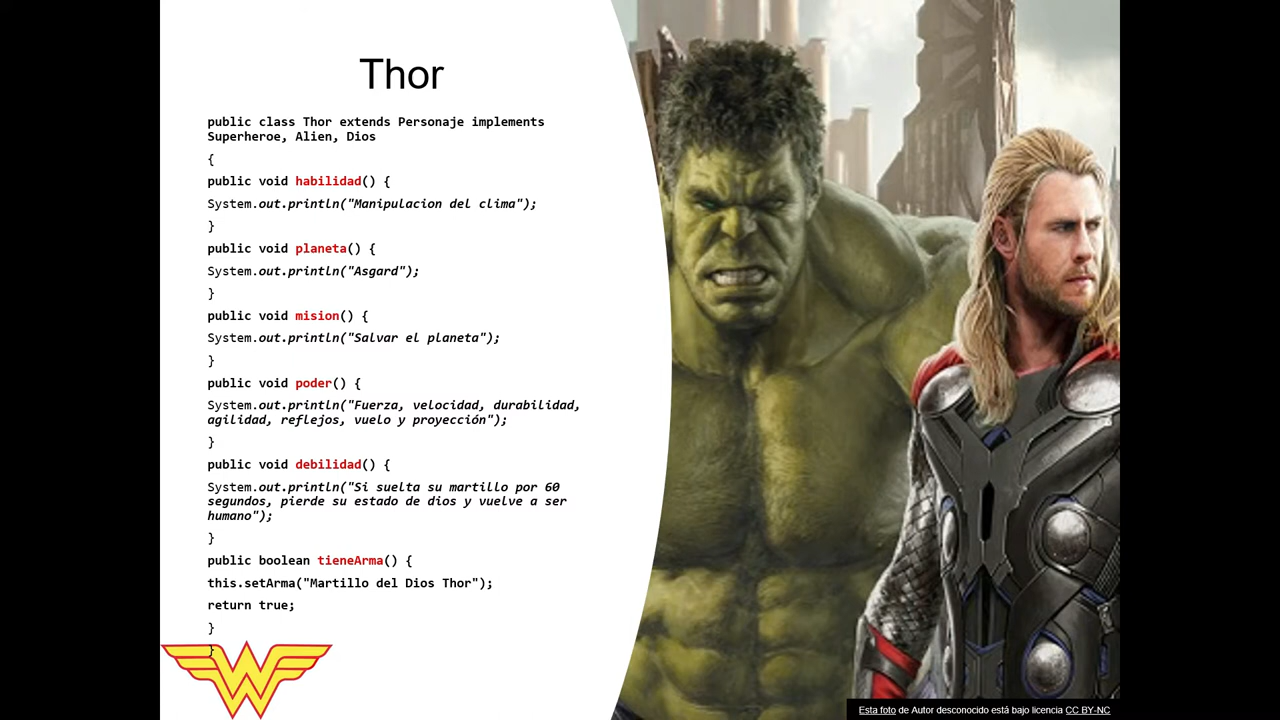 Thor
public class Thor extends Personaje implements
Superheroe, Alien, Dios
{
public void habilidad() {
System.out.println("Manipulacion del clima");
}
public void planeta() {
System.out.println("Asgard");
}
public void mision() {
System.out.println("Salvar el planeta");
}
public void poder() {
System.out.println("Fuerza, velocidad, durabilidad,
agilidad, reflejos, vuelo y proyección");
}
public void debilidad() {
System.out.println("Si suelta su martillo por 60
segundos, pierde su estado de dios y vuelve a ser
humano");
}
public boolean tieneArma() {
this.setArma("Martillo del Dios Thor");
return true;
}
}
Esta foto de Autor desconocido está bajo licencia CC BY-NC